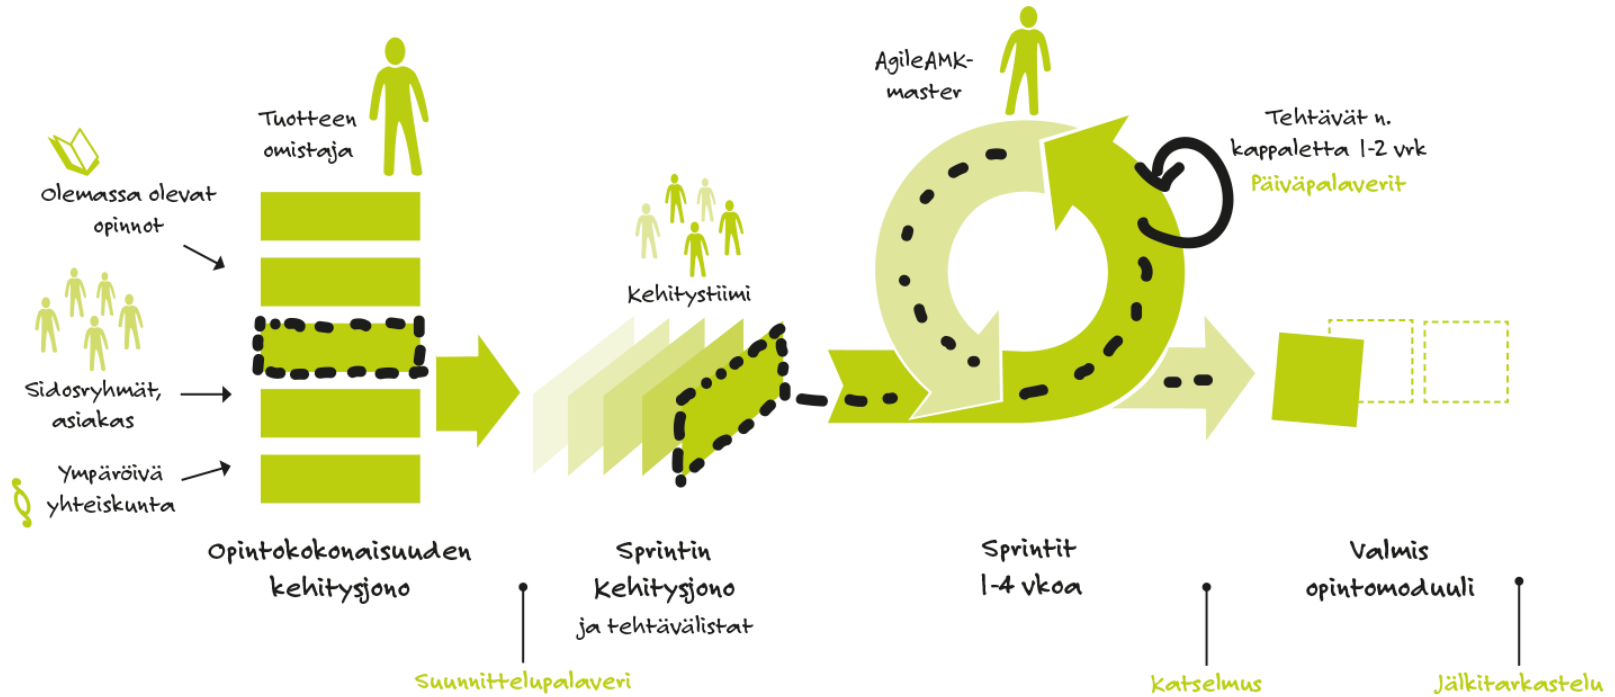 Tuotteen
omistaja
Olemassa olevat
opinnot
Sidosryhmät,
asiakas
Ympäröivä
yhteiskunta
Kehitystiimi
AgileAMK-
master
Tehtävät n.
kappaletta 1-2 vrk
Päiväpalaverit
Opintokokonaisuuden
kehitysjono
Sprintin
Kehitysjono
ja tehtävälistat
Sprintit
1-4 vkoa
Valmis
opintomoduuli
Suunnittelupalaveri
Katselmus
Jälkitarkastelu